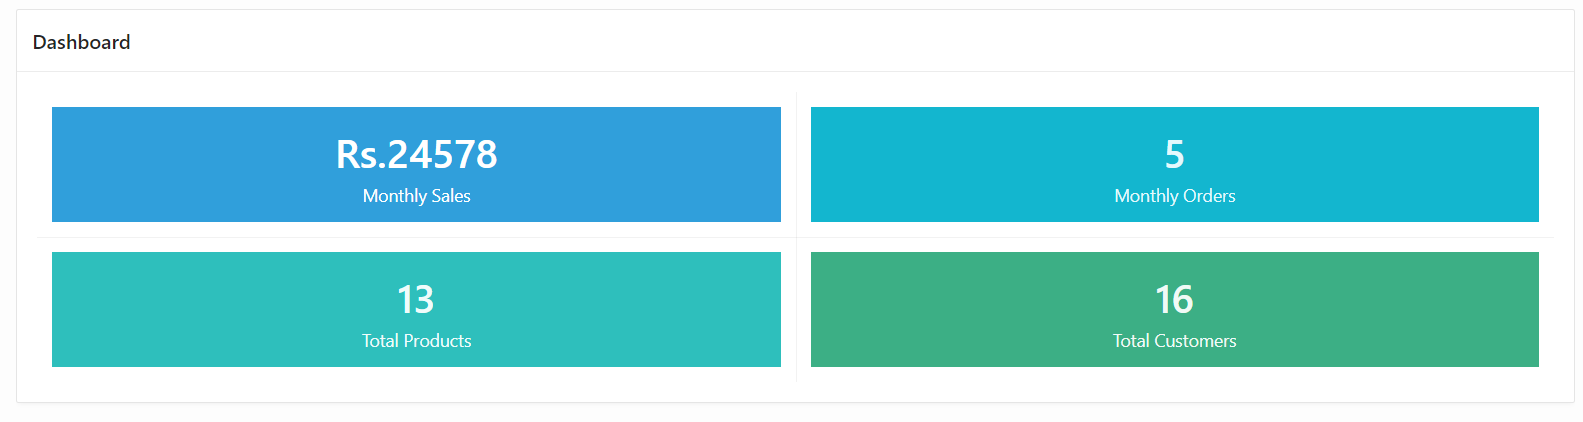 Dashboard
Rs.24578
Monthly Sales
5
Monthly Orders
13
Total Products
16
Total Customers